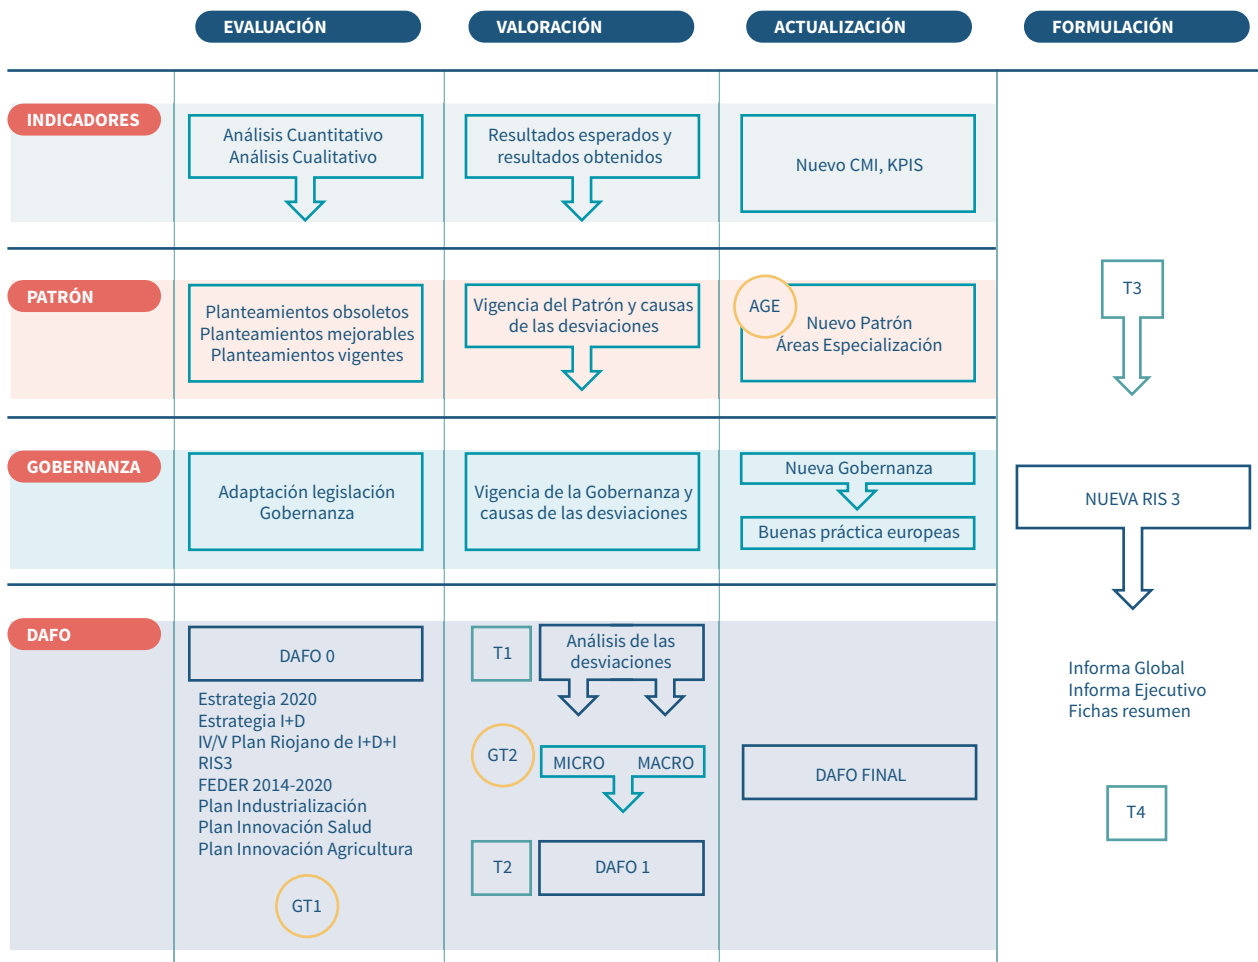 EVALUACIÓN
VALORACIÓN
ACTUALIZACIÓN
FORMULACIÓN
INDICADORES
Análisis Cuantitativo
Análisis Cualitativo
Resultados esperados y
resultados obtenidos
Nuevo CMI, KPIS
PATRÓN
Planteamientos obsoletos
Planteamientos mejorables
Planteamientos vigentes
Vigencia del Patrón y causas
de las desviaciones
AGE
Nuevo Patrón
Áreas Especialización
T3
GOBERNANZA
Adaptación legislación
Gobernanza
Vigencia de la Gobernanza y
causas de las desviaciones
Nueva Gobernanza
Buenas práctica europeas
NUEVA RIS 3
DAFO
DAFO 0
Estrategia 2020
Estrategia I+D
IV/V Plan Riojano de I+D+I
RIS3
FEDER 2014-2020
Plan Industrialización
Plan Innovación Salud
Plan Innovación Agricultura
GT1
T1
Análisis de las
desviaciones
GT2
MICRO
MACRO
T2
DAFO 1
DAFO FINAL
Informa Global
Informa Ejecutivo
Fichas resumen
T4